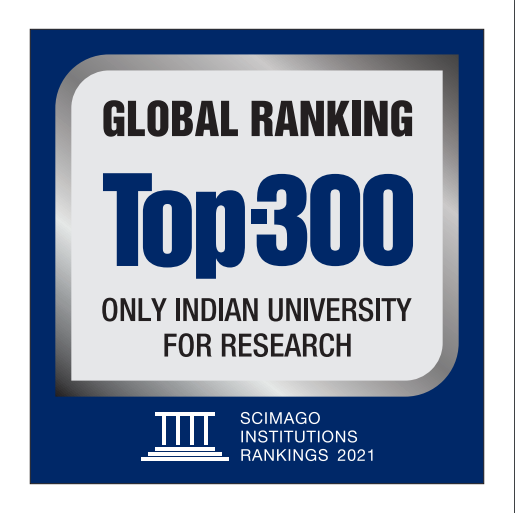 GLOBAL RANKING
Top-300
ONLY INDIAN UNIVERSITY
FOR RESEARCH
SCIMAGO
INSTITUTIONS
RANKINGS 2021